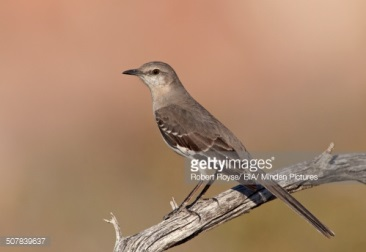 gettyimages
Robert Royse/ BIA/ Minden Pictures
507839637